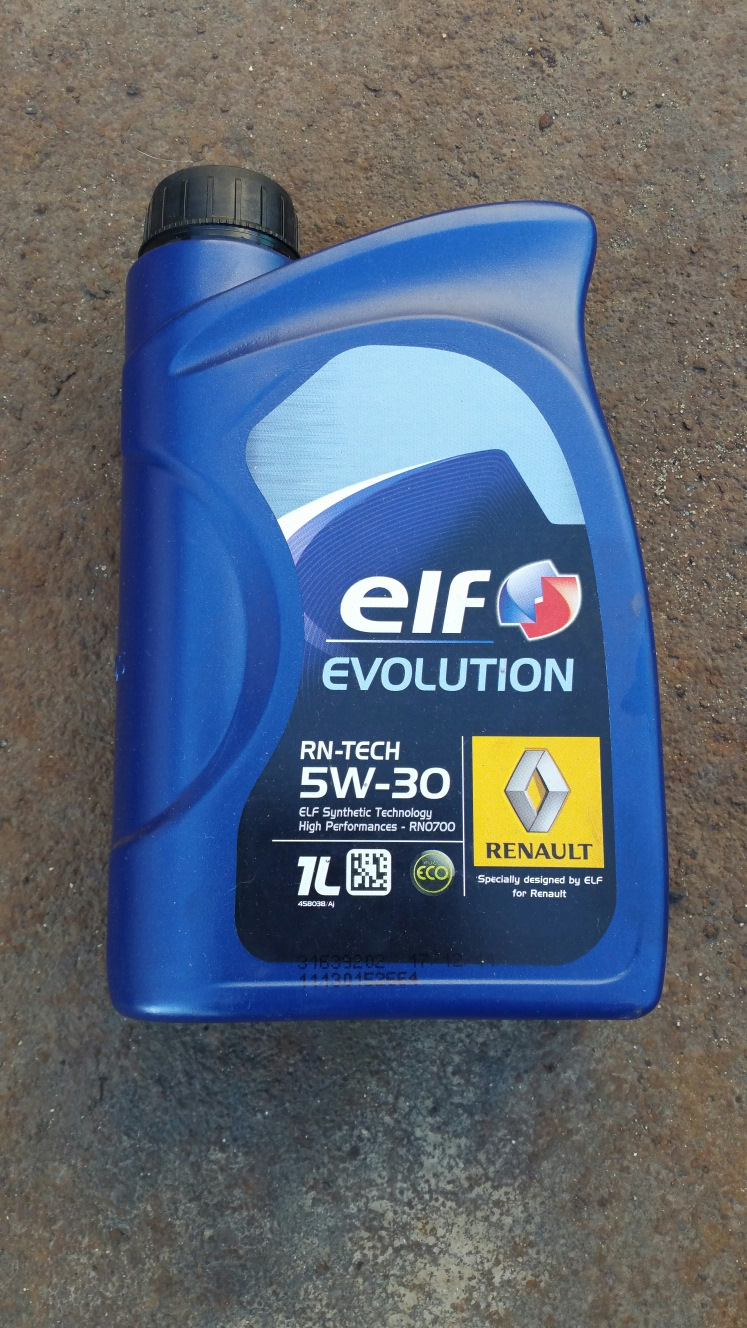 elf
EVOLUTION
RN-TECH
5W-30
ELF Synthetic Technology
High Performances - RN0700
1L
ECO
458038/AJ
RENAULT
Specially designed by ELF
for Renault